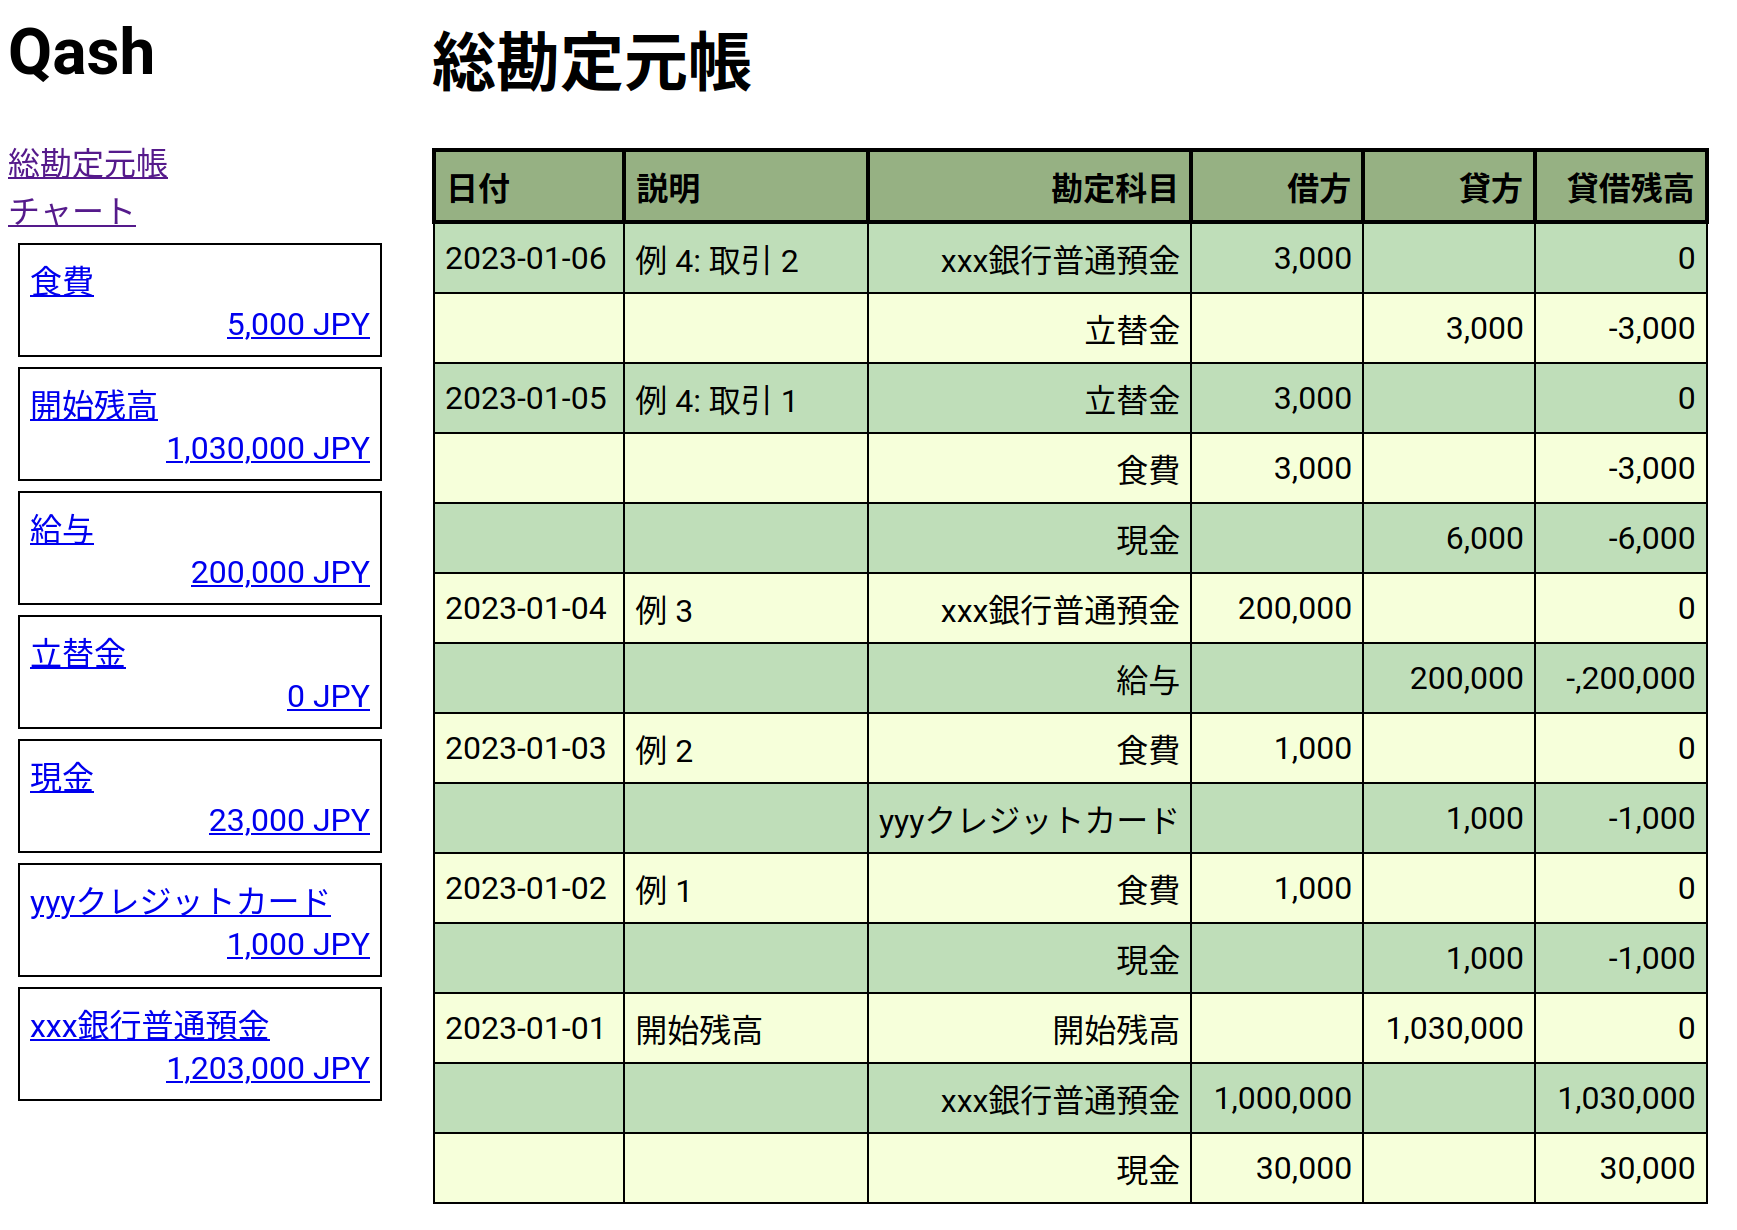 Qash
総勘定元帳
チャート
食費
5,000 JPY
開始残高
1,030,000 JPY
給与
200,000 JPY
立替金
0 JPY
現金
23,000 JPY
yyyクレジットカード
1,000 JPY
xxx銀行普通預金
1,203,000 JPY
総勘定元帳
日付 説明 勘定科目 借方 貸方 貸借残高
2023-01-06 例 4: 取引 2 xxx銀行普通預金 3,000 0
立替金 3,000 -3,000
2023-01-05 例 4: 取引 1 立替金 3,000 0
食費 3,000 -3,000
現金 6,000 -6,000
2023-01-04 例 3 xxx銀行普通預金 200,000 0
給与 200,000 -,200,000
2023-01-03 例 2 食費 1,000 0
yyyクレジットカード 1,000 -1,000
2023-01-02 例 1 食費 1,000 0
現金 1,000 -1,000
2023-01-01 開始残高 開始残高 1,030,000 0
xxx銀行普通預金 1,000,000 1,030,000
現金 30,000 30,000